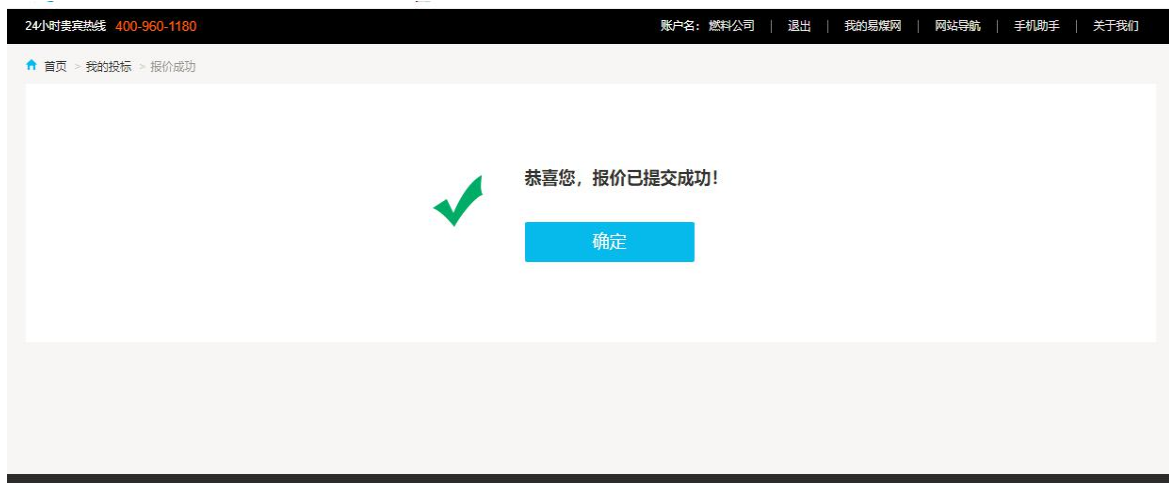 24小时贵宾热线 400-960-1180 账户名：燃料公司 | 退出 | 我的易煤网 | 网站导航 | 手机助手 | 关于我们
首页 > 我的投标 > 报价成功
恭喜您，报价已提交成功！
确定